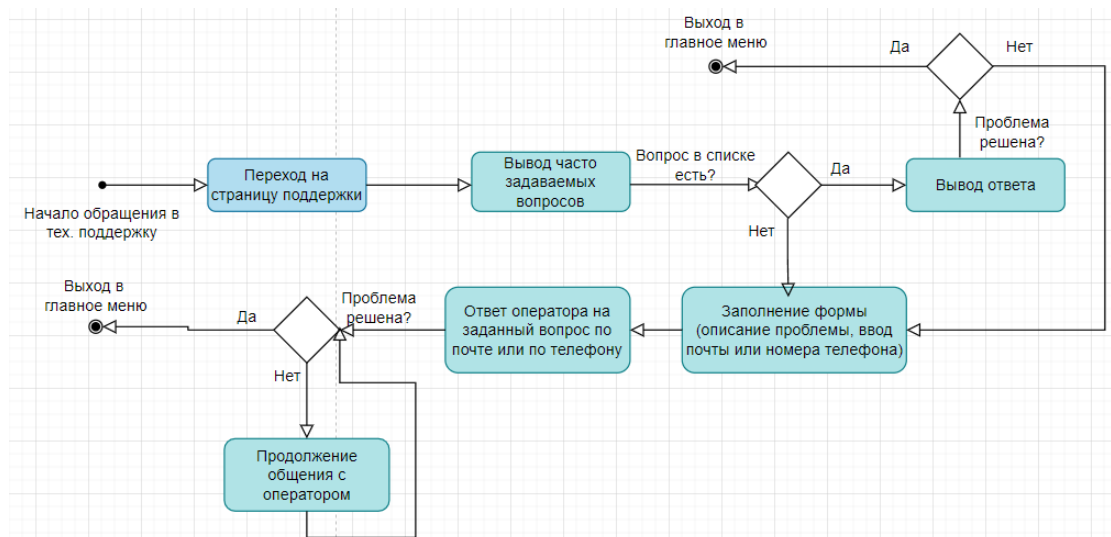 Выход в
главное меню
Да
Нет
Проблема
решена?
Переход на
страницу поддержки
Вывод часто
задаваемых
вопросов
Вопрос в списке
есть?
Да
Вывод ответа
Начало обращения в
тех. поддержку
Нет
Выход в
главное меню
Да
Проблема
решена?
Ответ оператора на
заданный вопрос по
почте или по телефону
Заполнение формы
(описание проблемы, ввод
почты или номера телефона)
Нет
Продолжение
общения с
оператором